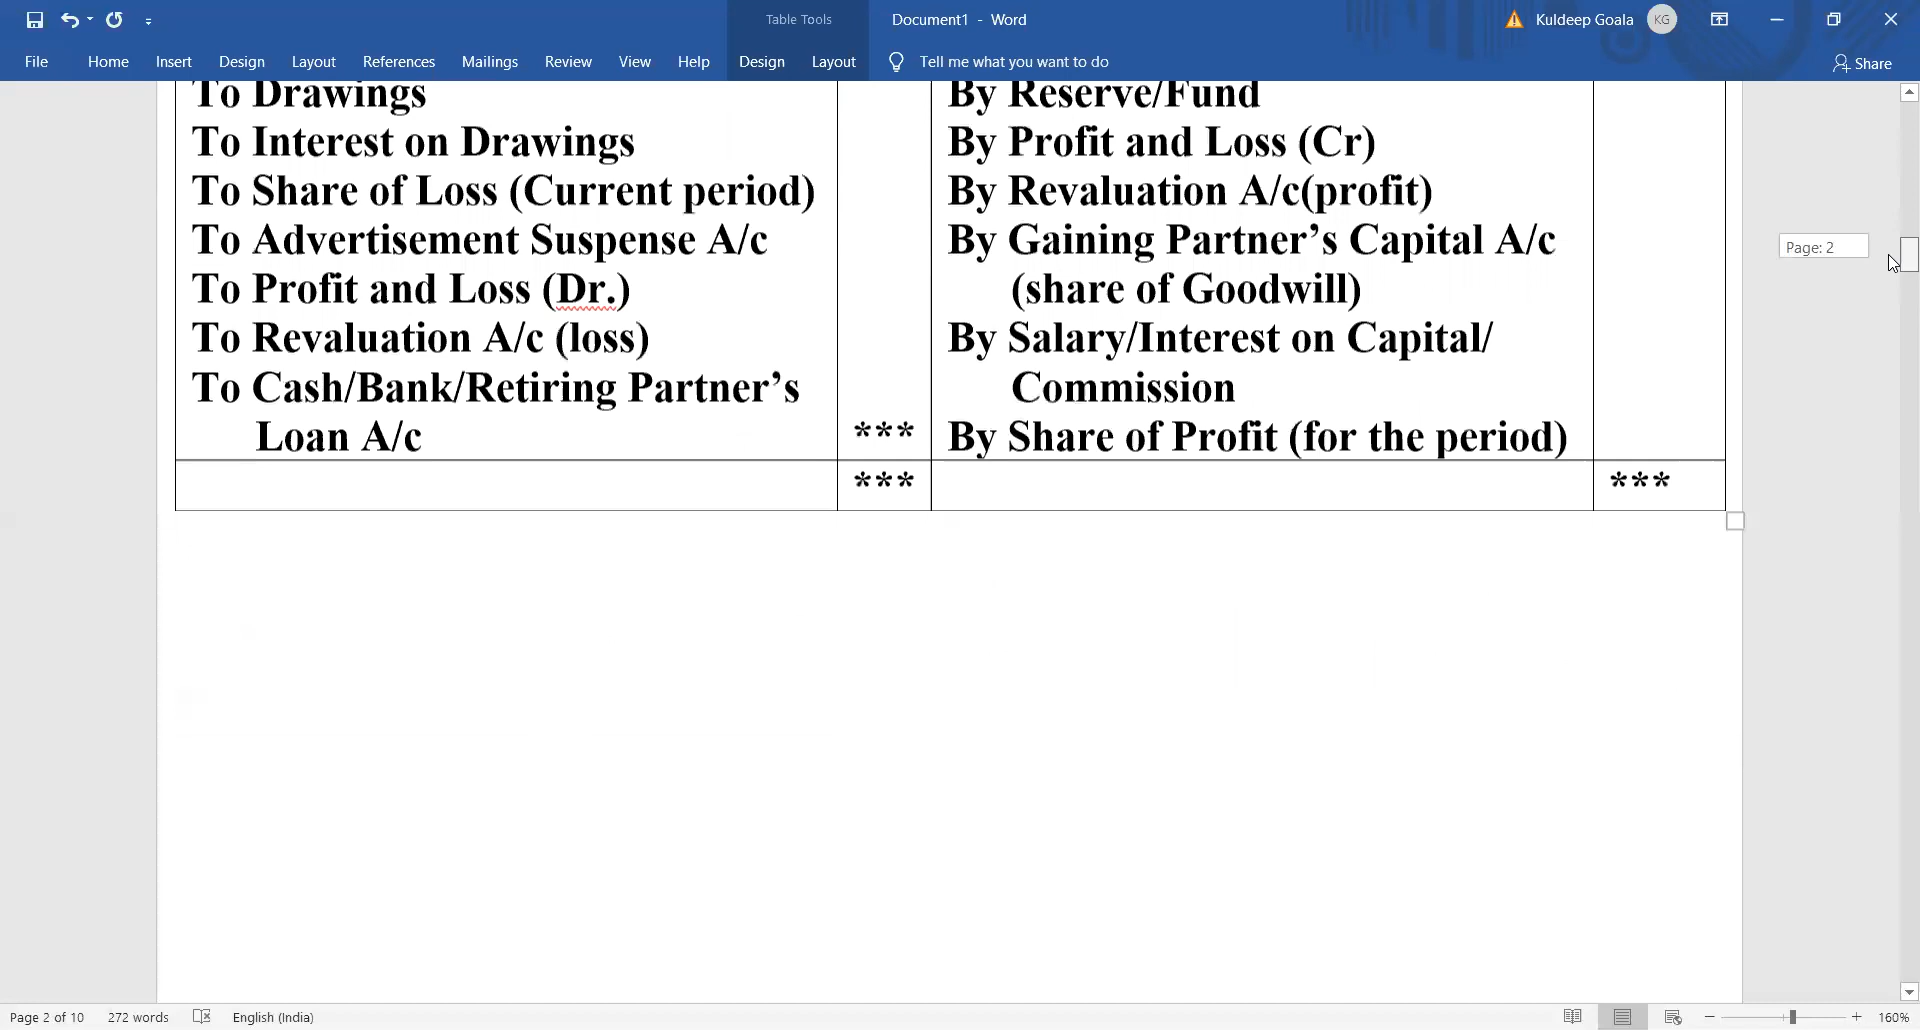 Table Tools
Document1 - Word
Kuldeep Goala
KG
File
Home
Insert
Design
Layout
References
Mailings
Review
View
Help
Design
Layout
Tell me what you want to do
Share
To Drawings
To Interest on Drawings
To Share of Loss (Current period)
To Advertisement Suspense A/c
To Profit and Loss (Dr.)
To Revaluation A/c (loss)
To Cash/Bank/Retiring Partner’s
Loan A/c
***
***
By Reserve/Fund
By Profit and Loss (Cr)
By Revaluation A/c(profit)
By Gaining Partner’s Capital A/c
(share of Goodwill)
By Salary/Interest on Capital/
Commission
By Share of Profit (for the period)
***
Page: 2
Page 2 of 10
272 words
English (India)
160%